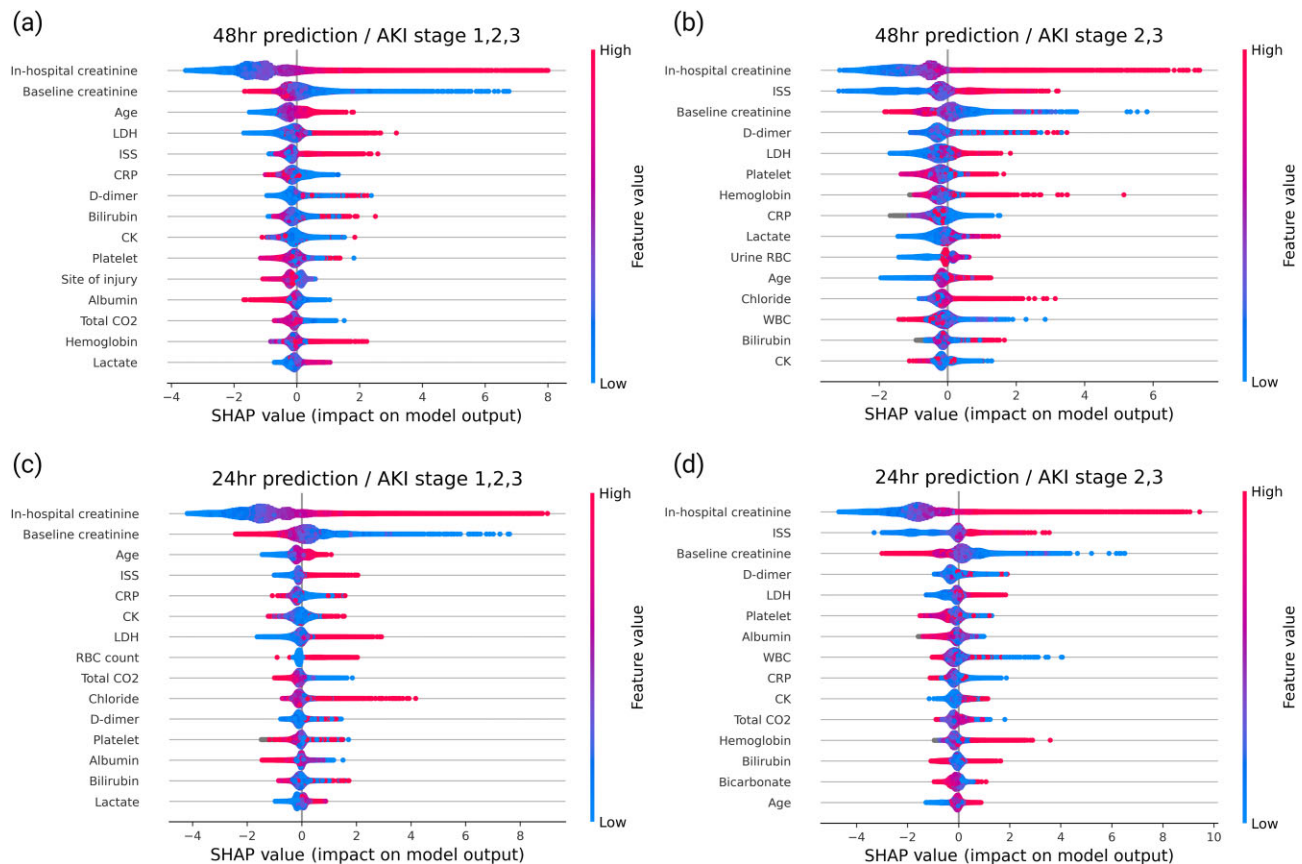 (a)
48hr prediction / AKI stage 1,2,3
In-hospital creatinine
Baseline creatinine
Age
LDH
ISS
CRP
D-dimer
Bilirubin
CK
Platelet
Site of injury
Albumin
Total CO2
Hemoglobin
Lactate
−4 −2 0 2 4 6 8
SHAP value (impact on model output)
High
Feature value
Low
(b)
48hr prediction / AKI stage 2,3
In-hospital creatinine
ISS
Baseline creatinine
D-dimer
LDH
Platelet
Hemoglobin
CRP
Lactate
Urine RBC
Age
Chloride
WBC
Bilirubin
CK
−2 0 2 4 6
SHAP value (impact on model output)
High
Feature value
Low
(c)
24hr prediction / AKI stage 1,2,3
In-hospital creatinine
Baseline creatinine
Age
ISS
CRP
CK
LDH
RBC count
Total CO2
Chloride
D-dimer
Platelet
Albumin
Bilirubin
Lactate
−4 −2 0 2 4 6 8
SHAP value (impact on model output)
High
Feature value
Low
(d)
24hr prediction / AKI stage 2,3
In-hospital creatinine
ISS
Baseline creatinine
D-dimer
LDH
Platelet
Albumin
WBC
CRP
CK
Total CO2
Hemoglobin
Bilirubin
Bicarbonate
Age
−4 −2 0 2 4 6 8 10
SHAP value (impact on model output)
High
Feature value
Low